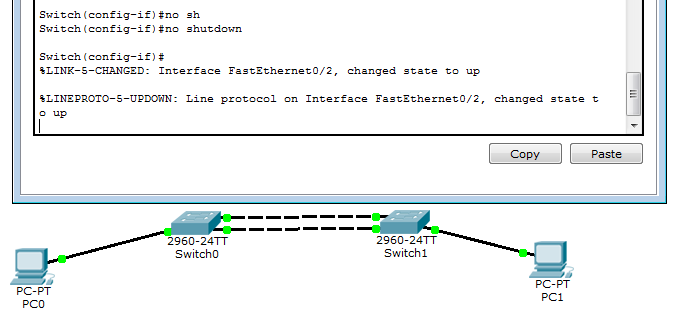 Switch(config-if)#no sh
Switch(config-if)#no shutdown
Switch(config-if)#
%LINK-5-CHANGED: Interface FastEthernet0/2, changed state to up
%LINEPROTO-5-UPDOWN: Line protocol on Interface FastEthernet0/2, changed state t
o up
Copy
Paste
2960-24TT
Switch0
2960-24TT
Switch1
PC-PT
PC0
PC-PT
PC1